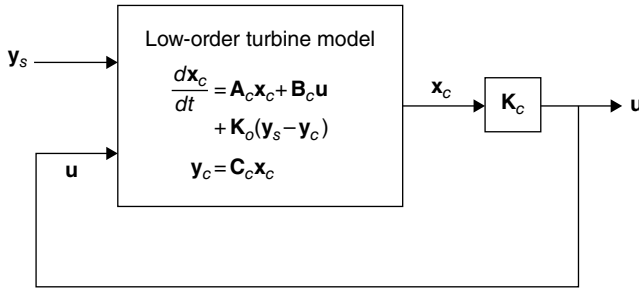 Low-order turbine model
y_s
dx_c/dt = A_c x_c + B_c u
+ K_o(y_s – y_c)
y_c = C_c x_c
x_c
K_c
u
u